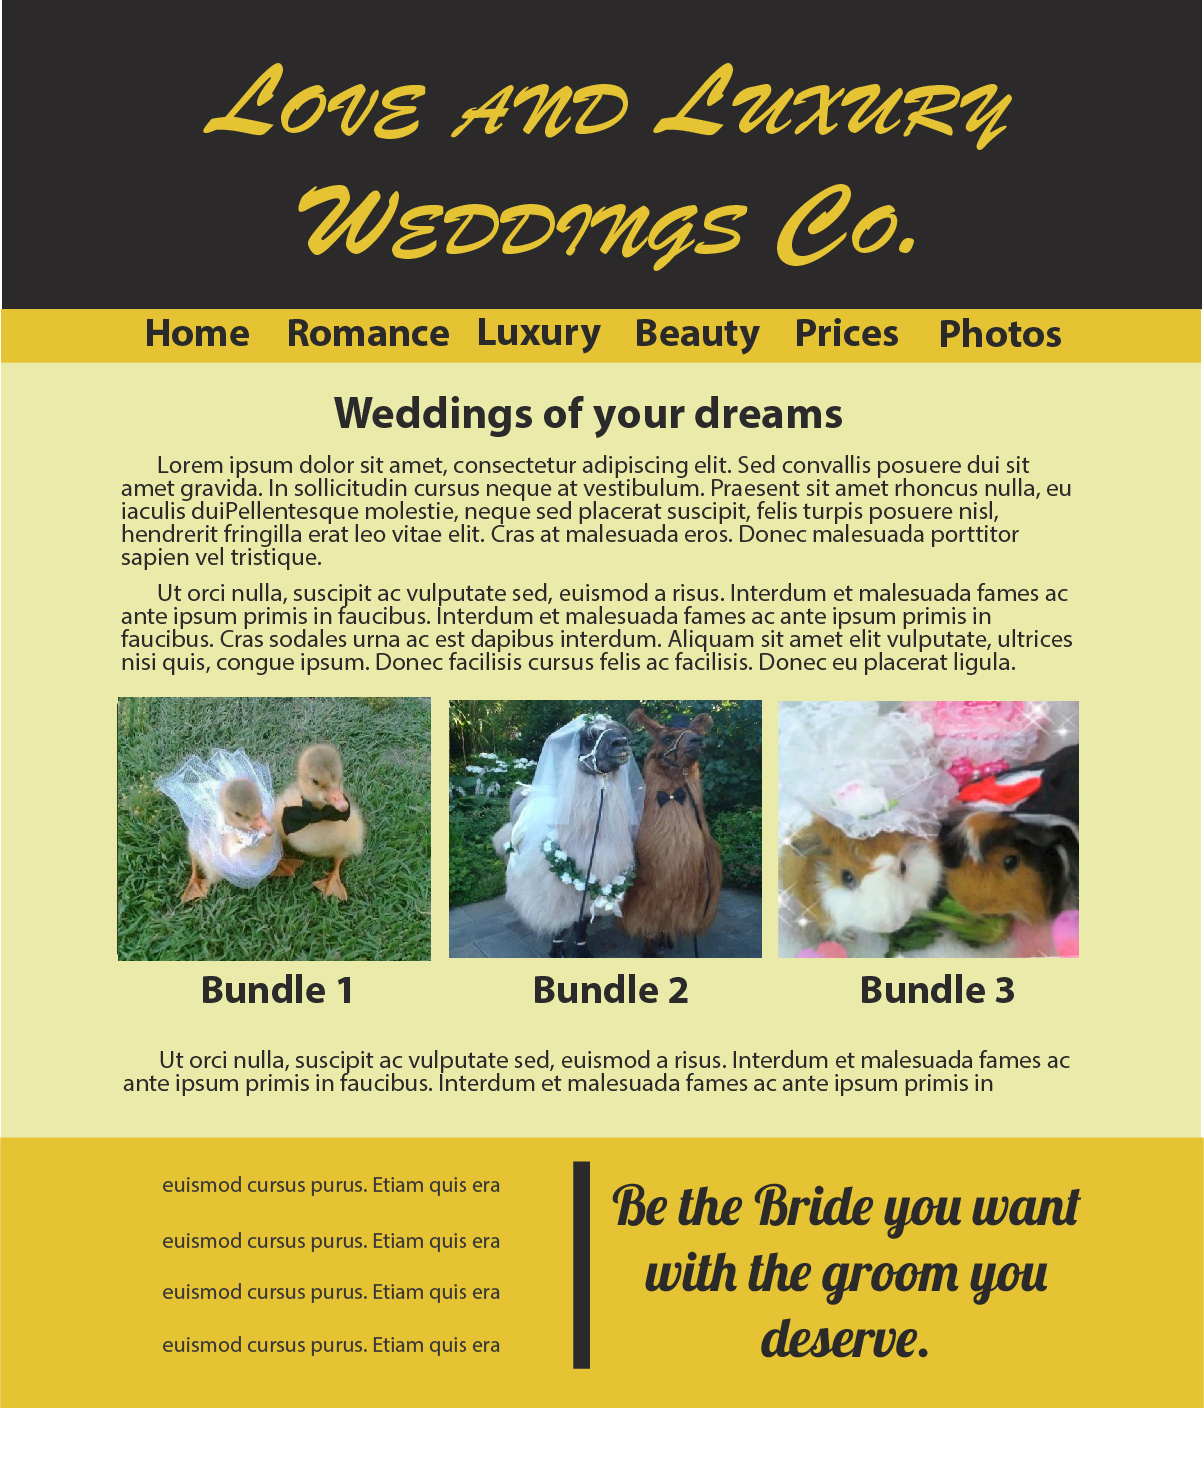 Love and Luxury
Weddings Co.
Home Romance Luxury Beauty Prices Photos
Weddings of your dreams
Lorem ipsum dolor sit amet, consectetur adipiscing elit. Sed convallis posuere dui sit
amet gravida. In sollicitudin cursus neque at vestibulum. Praesent sit amet rhoncus nulla, eu
iaculis duiPellentesque molestie, neque sed placerat suscipit, felis turpis posuere nisl,
hendrerit fringilla erat leo vitae elit. Cras at malesuada eros. Donec malesuada porttitor
sapien vel tristique.
Ut orci nulla, suscipit ac vulputate sed, euismod a risus. Interdum et malesuada fames ac
ante ipsum primis in faucibus. Interdum et malesuada fames ac ante ipsum primis in
faucibus. Cras sodales urna ac est dapibus interdum. Aliquam sit amet elit vulputate, ultrices
nisi quis, congue ipsum. Donec facilisis cursus felis ac facilisis. Donec eu placerat ligula.
Bundle 1
Bundle 2
Bundle 3
Ut orci nulla, suscipit ac vulputate sed, euismod a risus. Interdum et malesuada fames ac
ante ipsum primis in faucibus. Interdum et malesuada fames ac ante ipsum primis in
euismod cursus purus. Etiam quis era
euismod cursus purus. Etiam quis era
euismod cursus purus. Etiam quis era
euismod cursus purus. Etiam quis era
Be the Bride you want
with the groom you
deserve.